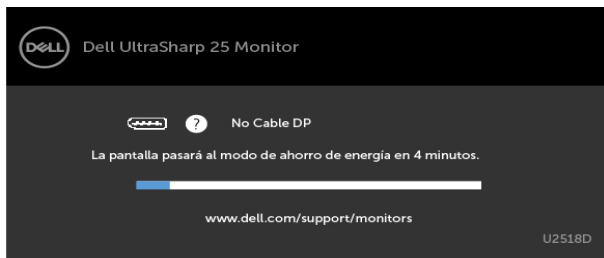 DELL
Dell UltraSharp 25 Monitor
? No Cable DP
La pantalla pasará al modo de ahorro de energía en 4 minutos.
www.dell.com/support/monitors
U2518D